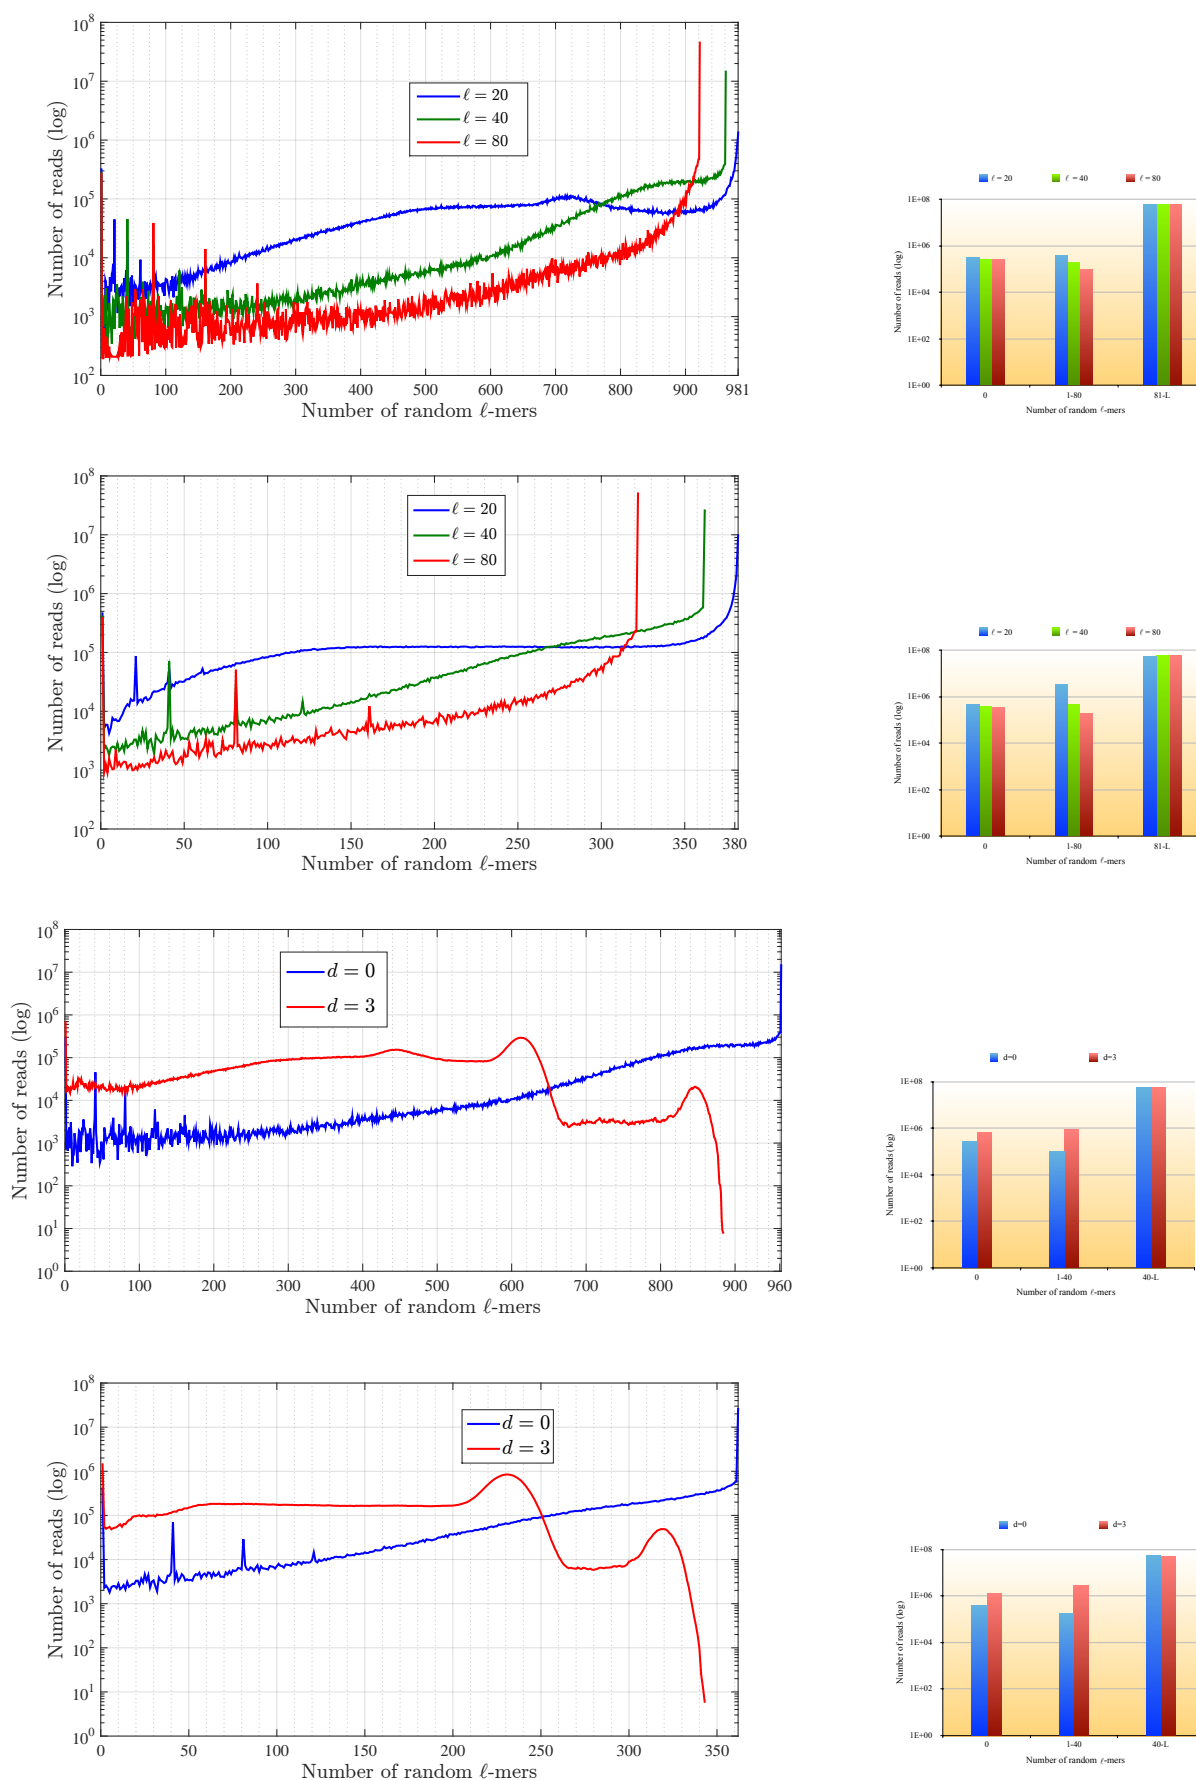 10^8
10^7
10^6
10^5
10^4
10^3
10^2
Number of reads (log)
ℓ = 20
ℓ = 40
ℓ = 80
0 100 200 300 400 500 600 700 800 900 981
Number of random ℓ-mers
ℓ = 20 ℓ = 40 ℓ = 80
1E+08
1E+06
1E+04
1E+02
1E+00
Number of reads (log)
0 1-80 81-L
Number of random ℓ-mers
10^8
10^7
10^6
10^5
10^4
10^3
10^2
Number of reads (log)
ℓ = 20
ℓ = 40
ℓ = 80
0 50 100 150 200 250 300 350 380
Number of random ℓ-mers
ℓ = 20 ℓ = 40 ℓ = 80
1E+08
1E+06
1E+04
1E+02
1E+00
Number of reads (log)
0 1-80 81-L
Number of random ℓ-mers
10^8
10^7
10^6
10^5
10^4
10^3
10^2
10^1
10^0
Number of reads (log)
d = 0
d = 3
0 100 200 300 400 500 600 700 800 900 960
Number of random ℓ-mers
d=0 d=3
1E+08
1E+06
1E+04
1E+02
1E+00
Number of reads (log)
0 1-40 40-L
Number of random ℓ-mers
10^8
10^7
10^6
10^5
10^4
10^3
10^2
10^1
10^0
Number of reads (log)
d = 0
d = 3
0 50 100 150 200 250 300 350
Number of random ℓ-mers
d=0 d=3
1E+08
1E+06
1E+04
1E+02
1E+00
Number of reads (log)
0 1-40 40-L
Number of random ℓ-mers